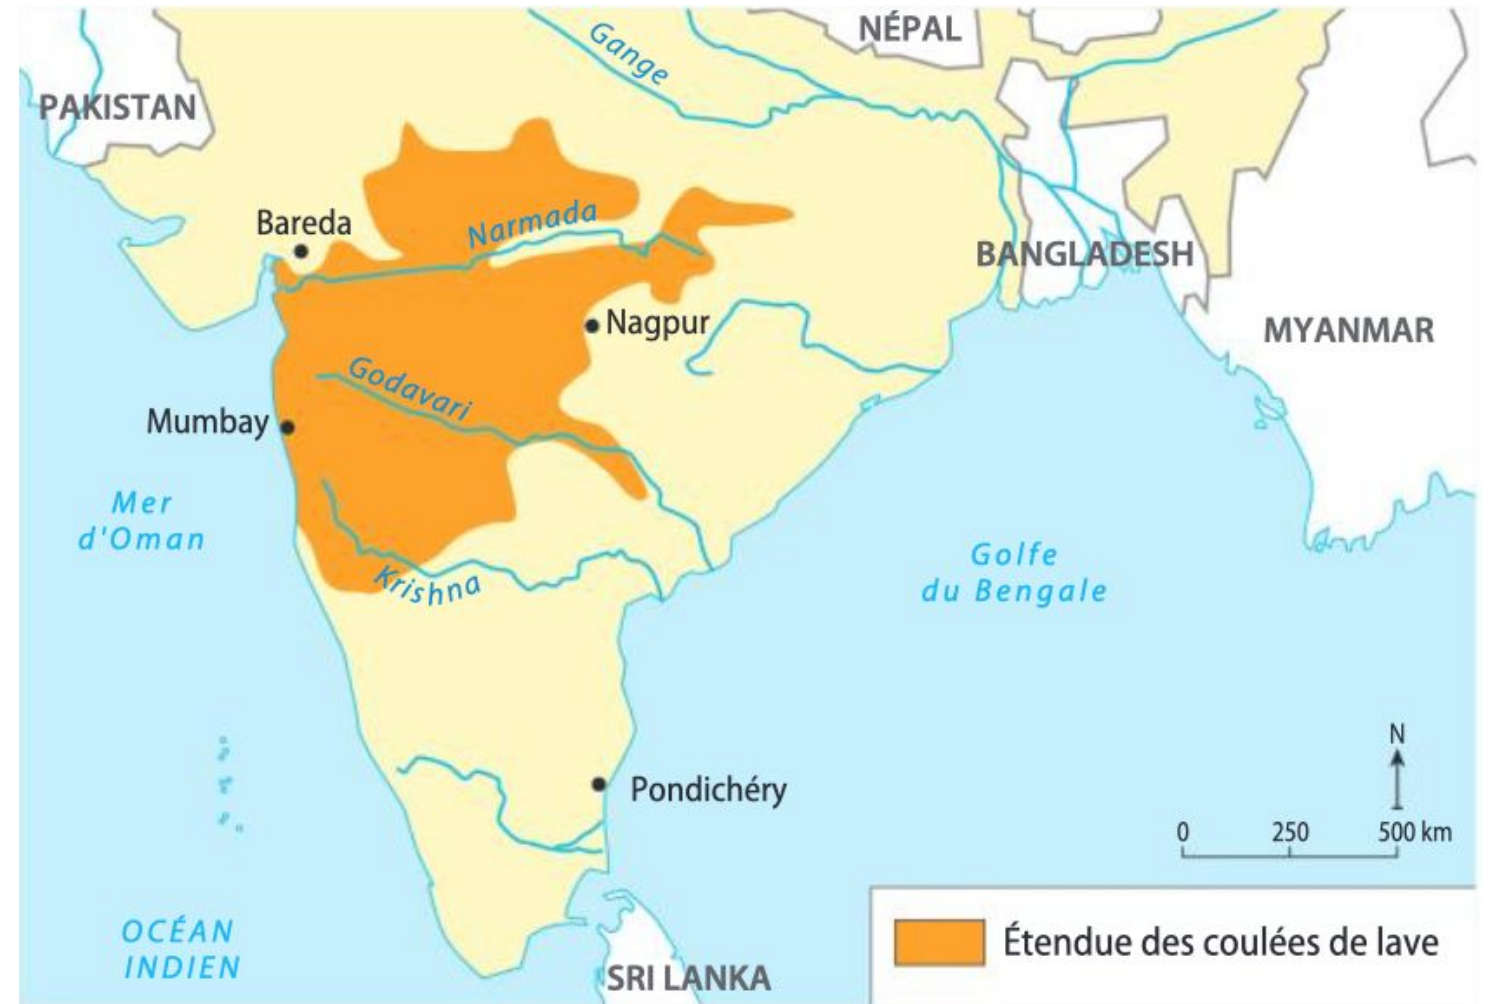 NÉPAL
Gange
PAKISTAN
Bareda
Narmada
BANGLADESH
Nagpur
MYANMAR
Godavari
Mumbay
Mer
d'Oman
Golfe
du Bengale
Krishna
N
Pondichéry
0 250 500 km
OCÉAN
INDIEN
Étendue des coulées de lave
SRI LANKA